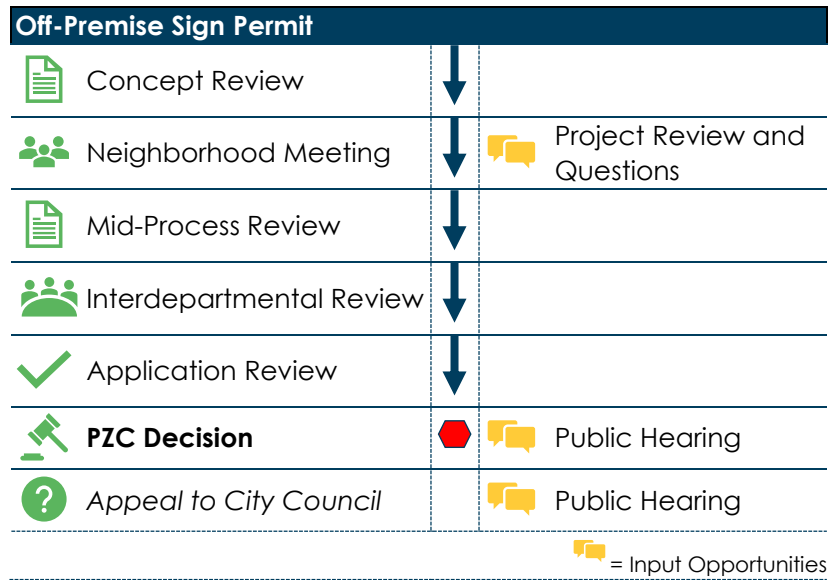 Off-Premise Sign Permit
Concept Review
Neighborhood Meeting
Project Review and
Questions
Mid-Process Review
Interdepartmental Review
Application Review
PZC Decision
Public Hearing
?
Appeal to City Council
Public Hearing
= Input Opportunities